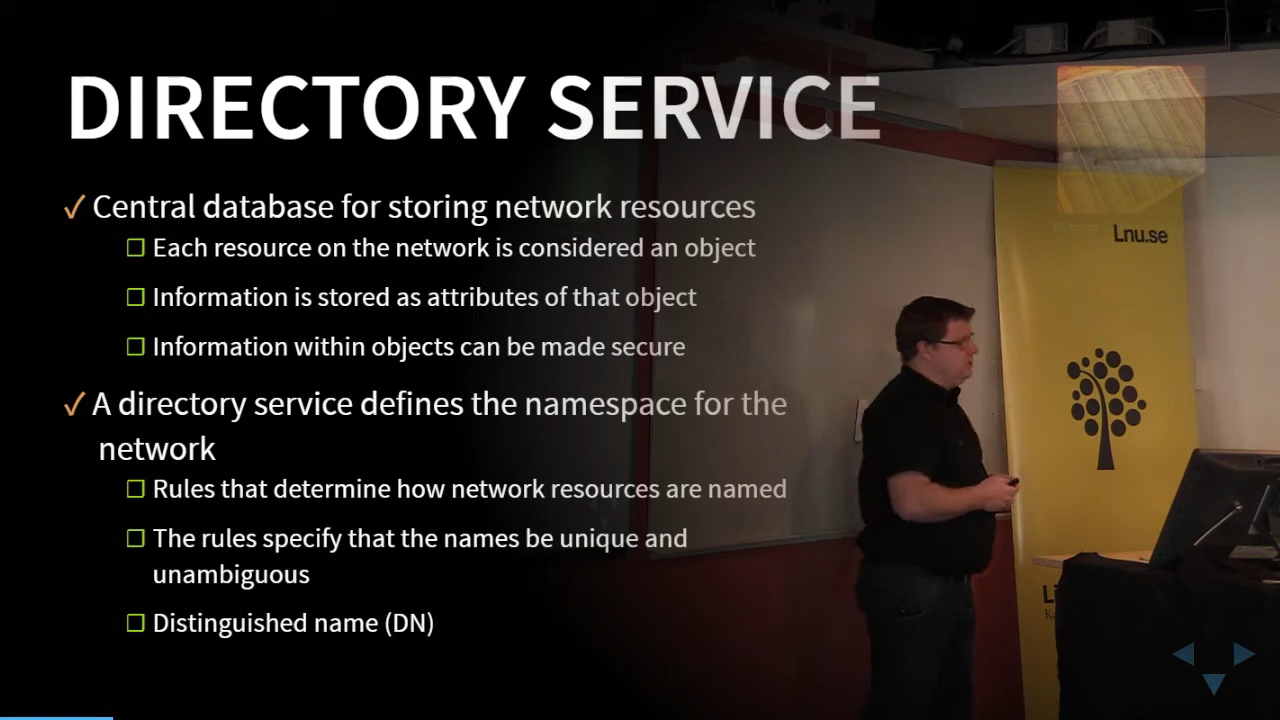 DIRECTORY SERVICE
✓ Central database for storing network resources
☐ Each resource on the network is considered an object
☐ Information is stored as attributes of that object
☐ Information within objects can be made secure
✓ A directory service defines the namespace for the
network
☐ Rules that determine how network resources are named
☐ The rules specify that the names be unique and
unambiguous
☐ Distinguished name (DN)
Lnu.se